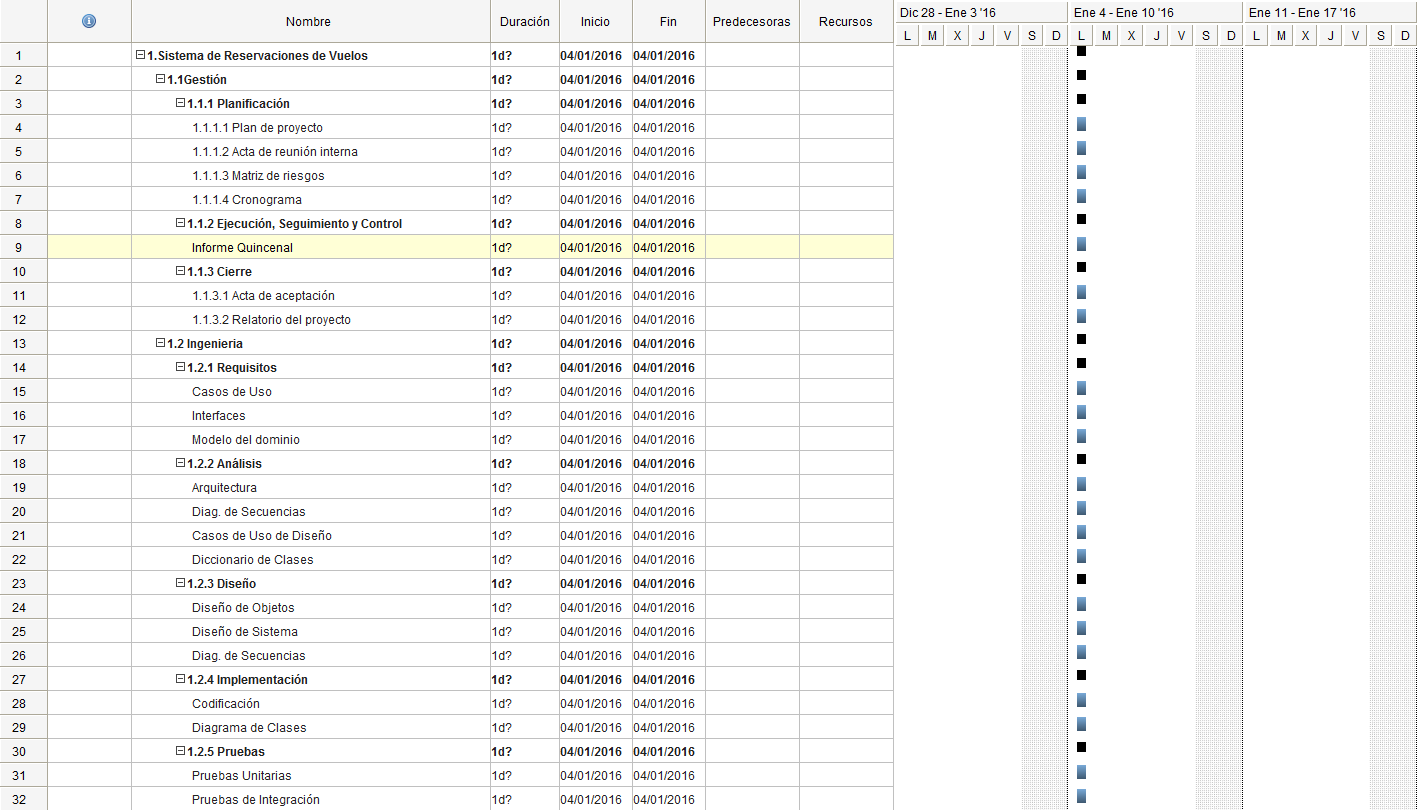 Nombre Duración Inicio Fin Predecesoras Recursos Dic 28 - Ene 3 '16 Ene 4 - Ene 10 '16 Ene 11 - Ene 17 '16
L M X J V S D L M X J V S D L M X J V S D
1 1.Sistema de Reservaciones de Vuelos 1d? 04/01/2016 04/01/2016
2 1.1Gestión 1d? 04/01/2016 04/01/2016
3 1.1.1 Planificación 1d? 04/01/2016 04/01/2016
4 1.1.1.1 Plan de proyecto 1d? 04/01/2016 04/01/2016
5 1.1.1.2 Acta de reunión interna 1d? 04/01/2016 04/01/2016
6 1.1.1.3 Matriz de riesgos 1d? 04/01/2016 04/01/2016
7 1.1.1.4 Cronograma 1d? 04/01/2016 04/01/2016
8 1.1.2 Ejecución, Seguimiento y Control 1d? 04/01/2016 04/01/2016
9 Informe Quincenal 1d? 04/01/2016 04/01/2016
10 1.1.3 Cierre 1d? 04/01/2016 04/01/2016
11 1.1.3.1 Acta de aceptación 1d? 04/01/2016 04/01/2016
12 1.1.3.2 Relatorio del proyecto 1d? 04/01/2016 04/01/2016
13 1.2 Ingenieria 1d? 04/01/2016 04/01/2016
14 1.2.1 Requisitos 1d? 04/01/2016 04/01/2016
15 Casos de Uso 1d? 04/01/2016 04/01/2016
16 Interfaces 1d? 04/01/2016 04/01/2016
17 Modelo del dominio 1d? 04/01/2016 04/01/2016
18 1.2.2 Análisis 1d? 04/01/2016 04/01/2016
19 Arquitectura 1d? 04/01/2016 04/01/2016
20 Diag. de Secuencias 1d? 04/01/2016 04/01/2016
21 Casos de Uso de Diseño 1d? 04/01/2016 04/01/2016
22 Diccionario de Clases 1d? 04/01/2016 04/01/2016
23 1.2.3 Diseño 1d? 04/01/2016 04/01/2016
24 Diseño de Objetos 1d? 04/01/2016 04/01/2016
25 Diseño de Sistema 1d? 04/01/2016 04/01/2016
26 Diag. de Secuencias 1d? 04/01/2016 04/01/2016
27 1.2.4 Implementación 1d? 04/01/2016 04/01/2016
28 Codificación 1d? 04/01/2016 04/01/2016
29 Diagrama de Clases 1d? 04/01/2016 04/01/2016
30 1.2.5 Pruebas 1d? 04/01/2016 04/01/2016
31 Pruebas Unitarias 1d? 04/01/2016 04/01/2016
32 Pruebas de Integración 1d? 04/01/2016 04/01/2016